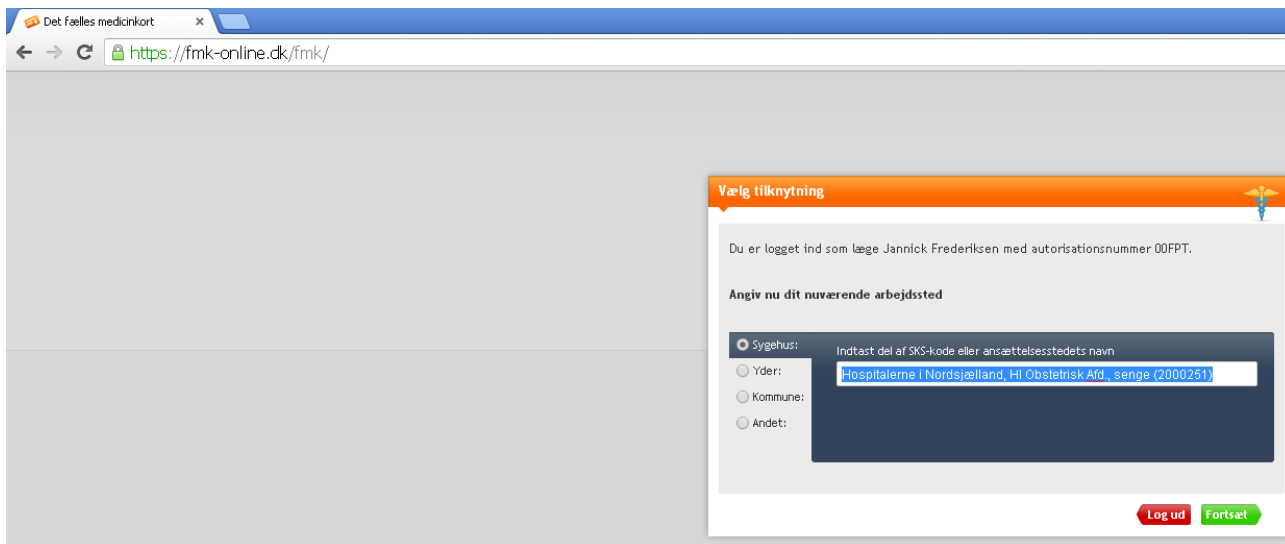 Det fælles medicinkort
https://fmk-online.dk/fmk/
Vælg tilknytning
Du er logget ind som læge Jannick Frederiksen med autorisationsnummer 00FPT.
Angiv nu dit nuværende arbejdssted
Sygehus:
Indtast del af SKS-kode eller ansættelsesstedets navn
Yder:
Hospitalerne i Nordsjælland, HI Obstetrisk Afd., senge (2000251)
Kommune:
Andet:
Log ud Fortsæt